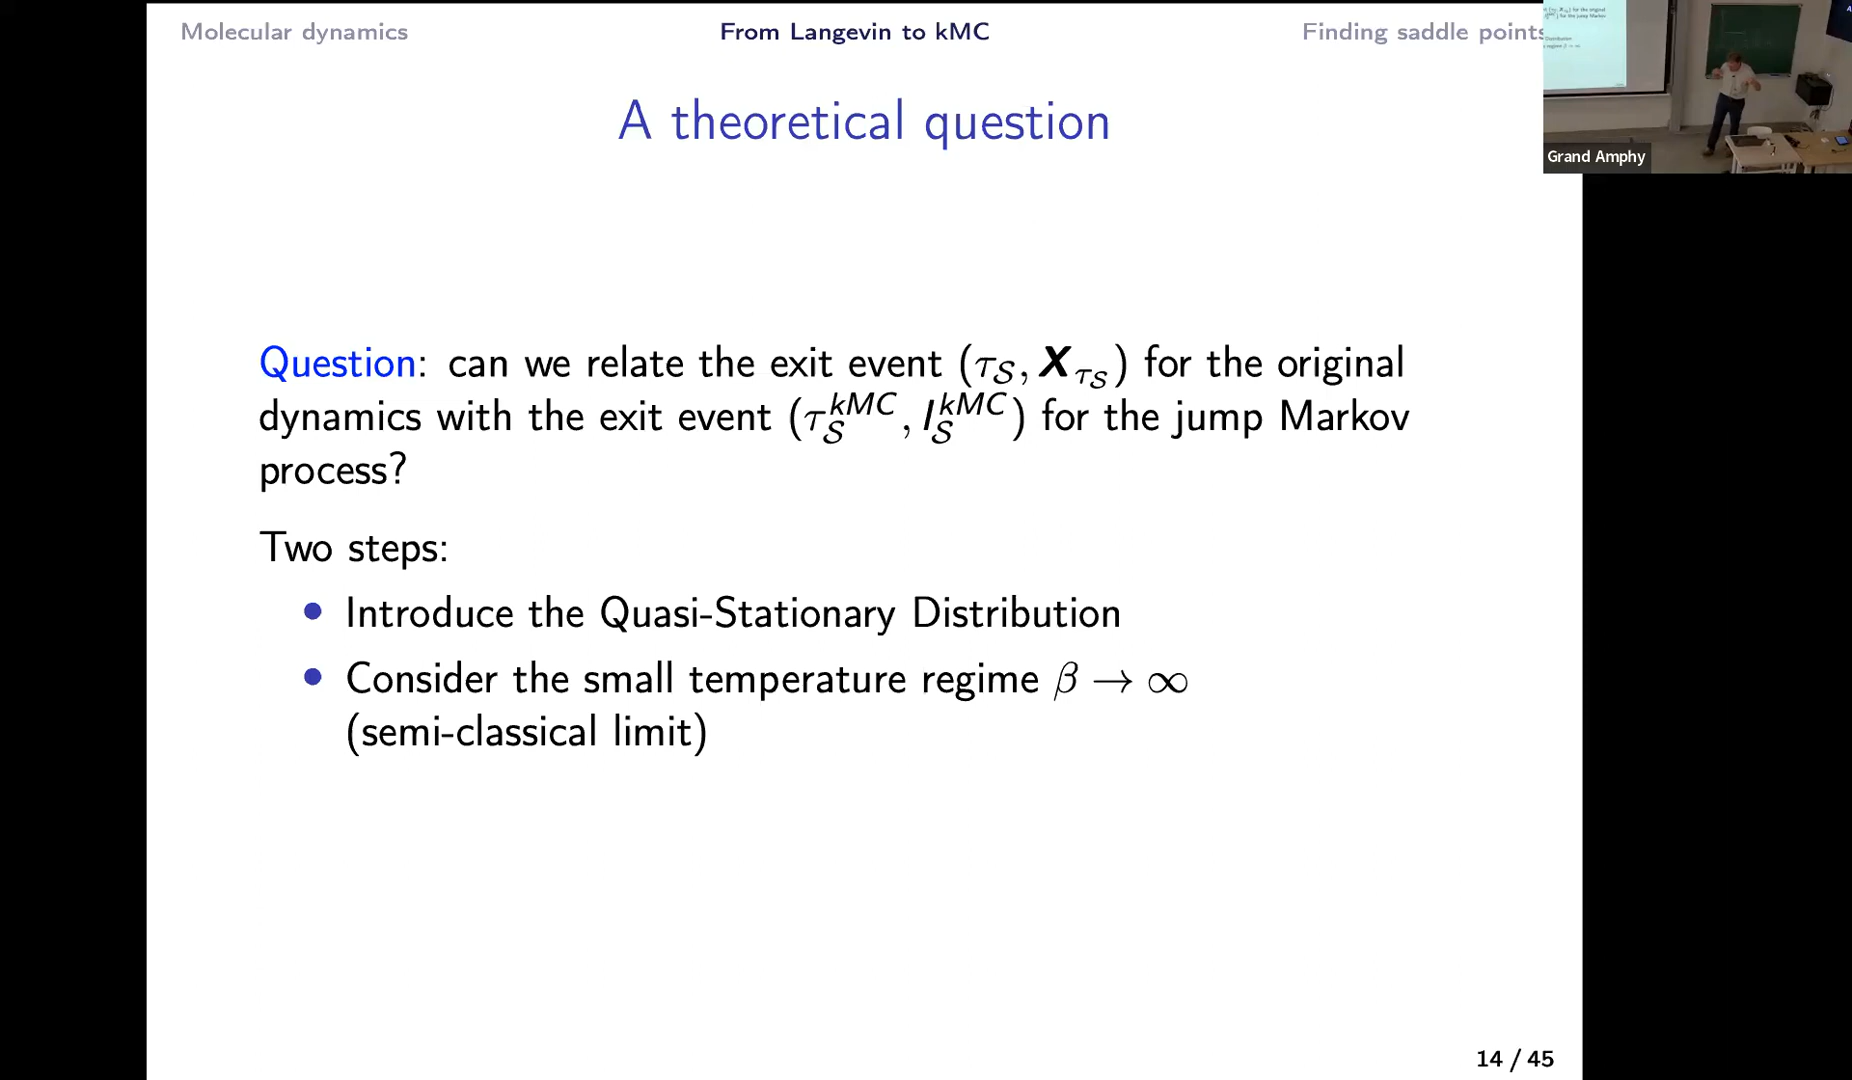 Molecular dynamics From Langevin to kMC Finding saddle points
A theoretical question
Grand Amphy
Question: can we relate the exit event (τ_S, X_{τ_S}) for the original
dynamics with the exit event (τ_S^{kMC}, I_S^{kMC}) for the jump Markov
process?
Two steps:
• Introduce the Quasi-Stationary Distribution
• Consider the small temperature regime β → ∞
(semi-classical limit)
14 / 45